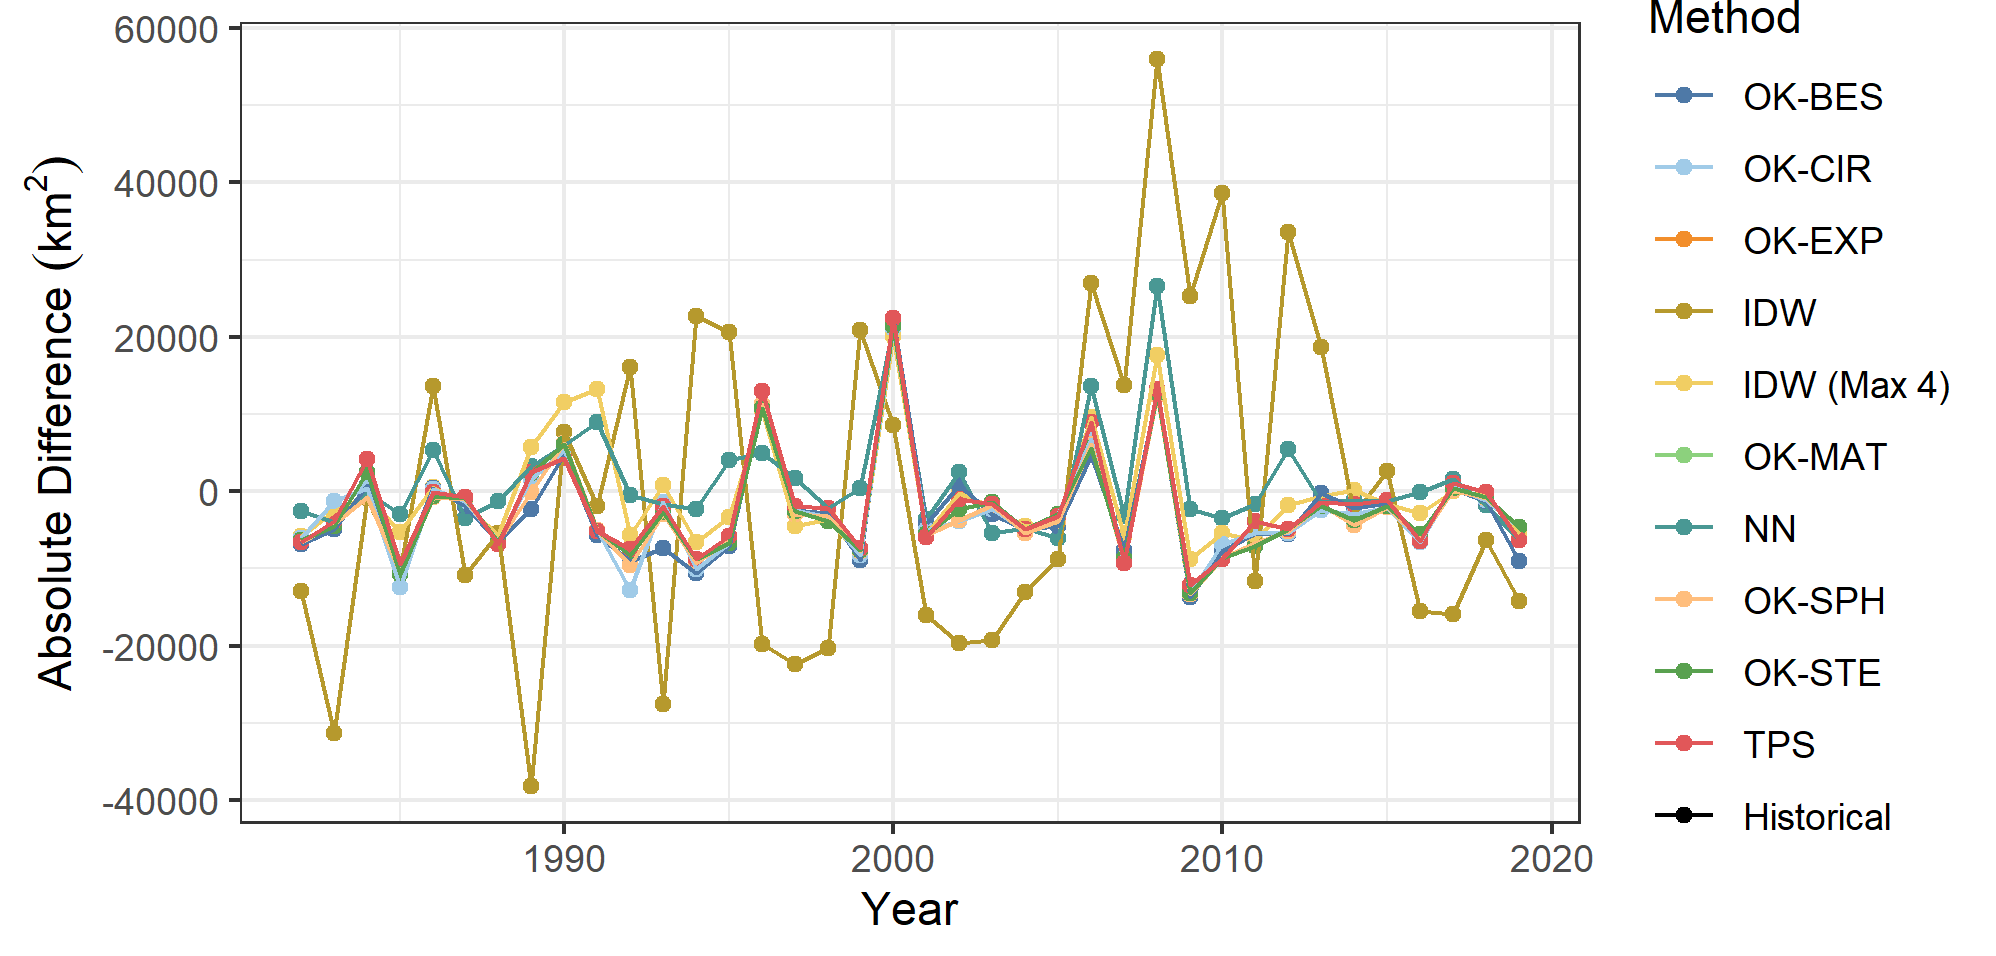 60000
40000
20000
0
-20000
-40000
Absolute Difference (km²)
1990
2000
2010
2020
Year
Method
OK-BES
OK-CIR
OK-EXP
IDW
IDW (Max 4)
OK-MAT
NN
OK-SPH
OK-STE
TPS
Historical